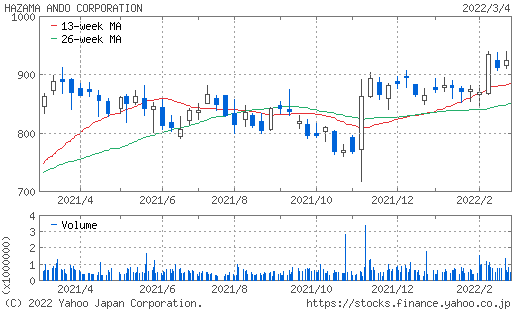 HAZAMA ANDO CORPORATION 2022/3/4
1000
13-week MA
26-week MA
900
800
700
2021/4 2021/6 2021/8 2021/10 2021/12 2022/2
4
Volume
3
2
1
0
(x1000000)
2021/4 2021/6 2021/8 2021/10 2021/12 2022/2
(C) 2022 Yahoo Japan Corporation. https://stocks.finance.yahoo.co.jp